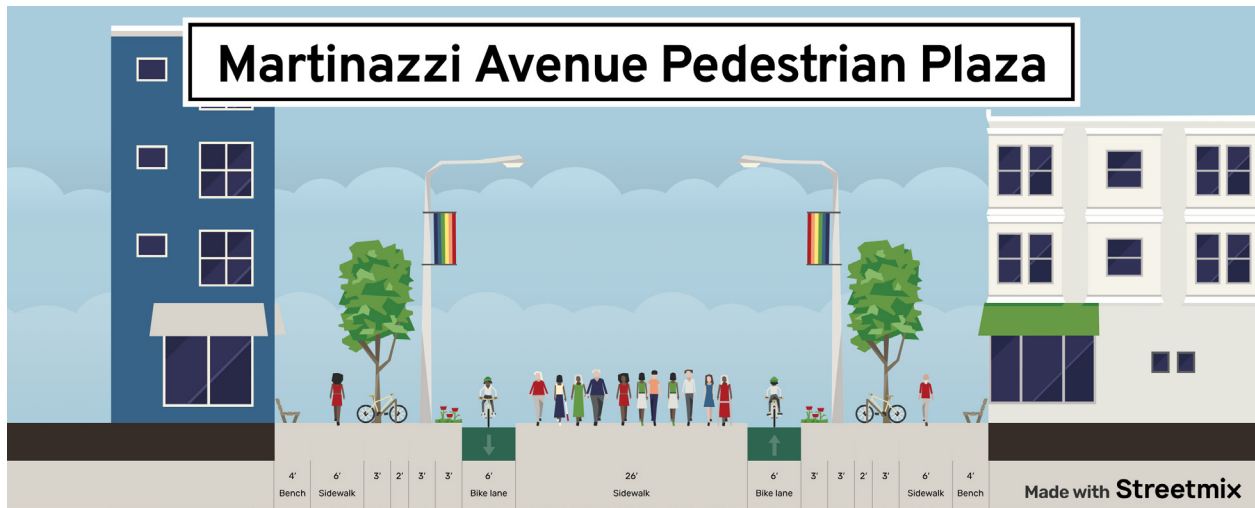 Martinazzi Avenue Pedestrian Plaza
4' 6' 3' 2' 3' 3' 6' 26' 6' 3' 3' 2' 3' 6' 4'
Bench Sidewalk Bike lane Sidewalk Bike lane Sidewalk Bench
Made with Streetmix